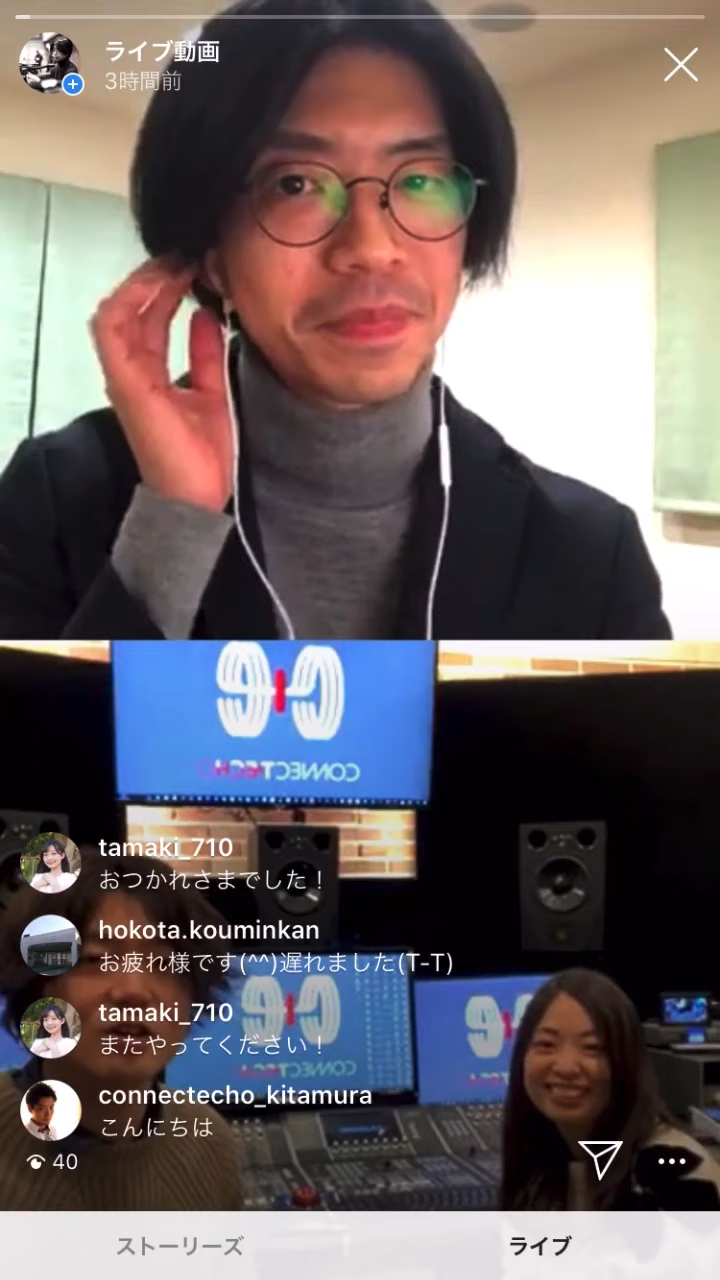 ライブ動画
3時間前
CONNECTECHO
tamaki_710
おつかれさまでした！
hokota.kouminkan
お疲れ様です(^^)遅れました(T-T)
tamaki_710
またやってください！
connectecho_kitamura
こんにちは
40
ストーリーズ
ライブ